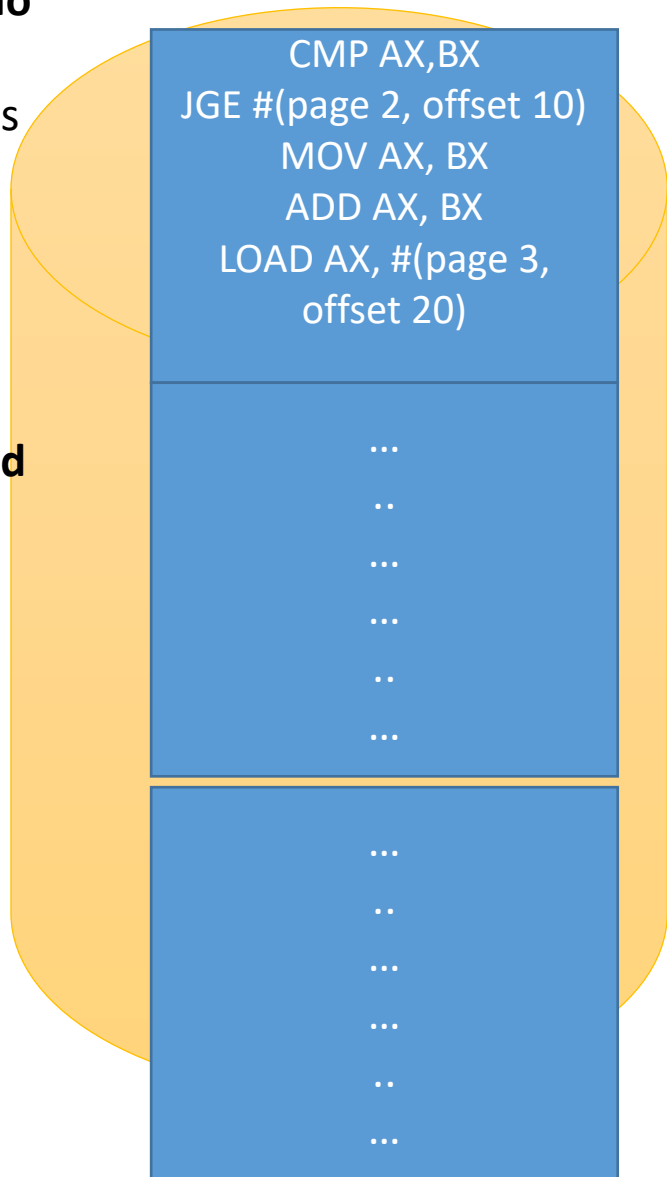 CMP AX,BX
s
JGE #(page 2, offset 10)
MOV AX, BX
ADD AX, BX
LOAD AX, #(page 3,
offset 20)
d
...
..
...
...
..
...
...
..
...
...
..
...